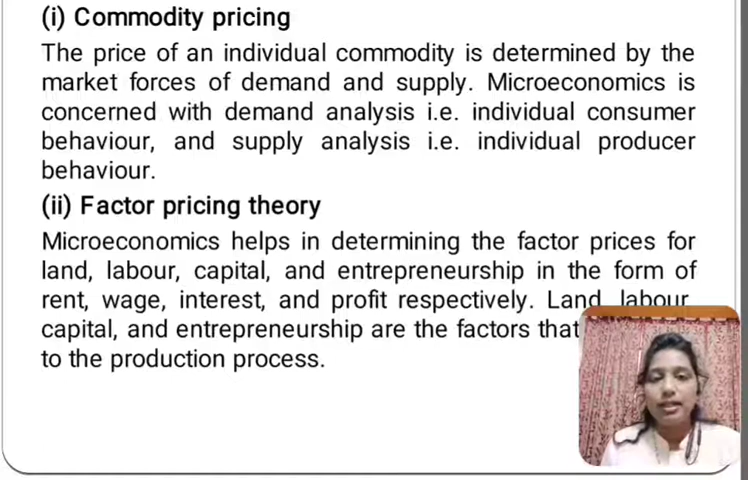 (i) Commodity pricing
The price of an individual commodity is determined by the
market forces of demand and supply. Microeconomics is
concerned with demand analysis i.e. individual consumer
behaviour, and supply analysis i.e. individual producer
behaviour.
(ii) Factor pricing theory
Microeconomics helps in determining the factor prices for
land, labour, capital, and entrepreneurship in the form of
rent, wage, interest, and profit respectively. Land, labour,
capital, and entrepreneurship are the factors that
to the production process.